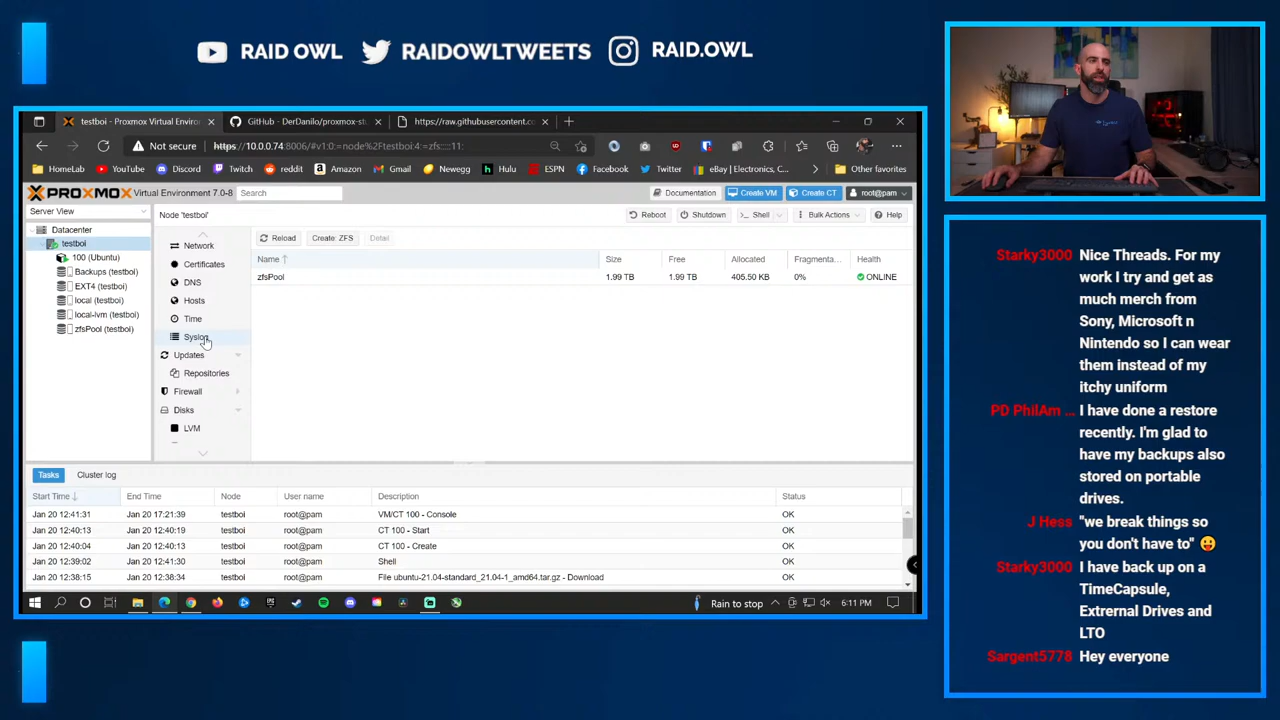 RAID OWL RAIDOWLTWEETS RAID.OWL
testboi - Proxmox Virtual Environ
GitHub - DerDanilo/proxmox-st
https://raw.githubusercontent.co
Not secure https://10.0.0.74:8006/#v1:0:=node%2Ftestboi:4:=zfs:::::11:
HomeLab YouTube Discord Twitch reddit Amazon Gmail Newegg Hulu ESPN Facebook Twitter eBay (Electronics,... Other favorites
PROXMOX Virtual Environment 7.0-8 Search Documentation Create VM Create CT root@pam
Server View
Node 'testboi' Reboot Shutdown Shell Bulk Actions Help
Datacenter
testboi
100 (Ubuntu)
Backups (testboi)
EXT4 (testboi)
local (testboi)
local-lvm (testboi)
zfsPool (testboi)
Network
Certificates
DNS
Hosts
Time
Syslog
Updates
Repositories
Firewall
Disks
LVM
Reload Create: ZFS Detail
Name Size Free Allocated Fragmenta... Health
zfsPool 1.99 TB 1.99 TB 405.50 KB 0% ONLINE
Tasks Cluster log
Start Time End Time Node User name Description Status
Jan 20 12:41:31 Jan 20 17:21:39 testboi root@pam VM/CT 100 - Console OK
Jan 20 12:40:13 Jan 20 12:40:19 testboi root@pam CT 100 - Start OK
Jan 20 12:40:04 Jan 20 12:40:13 testboi root@pam CT 100 - Create OK
Jan 20 12:39:02 Jan 20 12:41:30 testboi root@pam Shell OK
Jan 20 12:38:15 Jan 20 12:38:34 testboi root@pam File ubuntu-21.04-standard_21.04-1_amd64.tar.gz - Download OK
Rain to stop 6:11 PM
Starky3000 Nice Threads. For my
work I try and get as
much merch from
Sony, Microsoft n
Nintendo so I can wear
them instead of my
itchy uniform
PD PhilAm ... I have done a restore
recently. I'm glad to
have my backups also
stored on portable
drives.
J Hess "we break things so
you don't have to" 😛
Starky3000 I have back up on a
TimeCapsule,
Extrernal Drives and
LTO
Sargent5778 Hey everyone